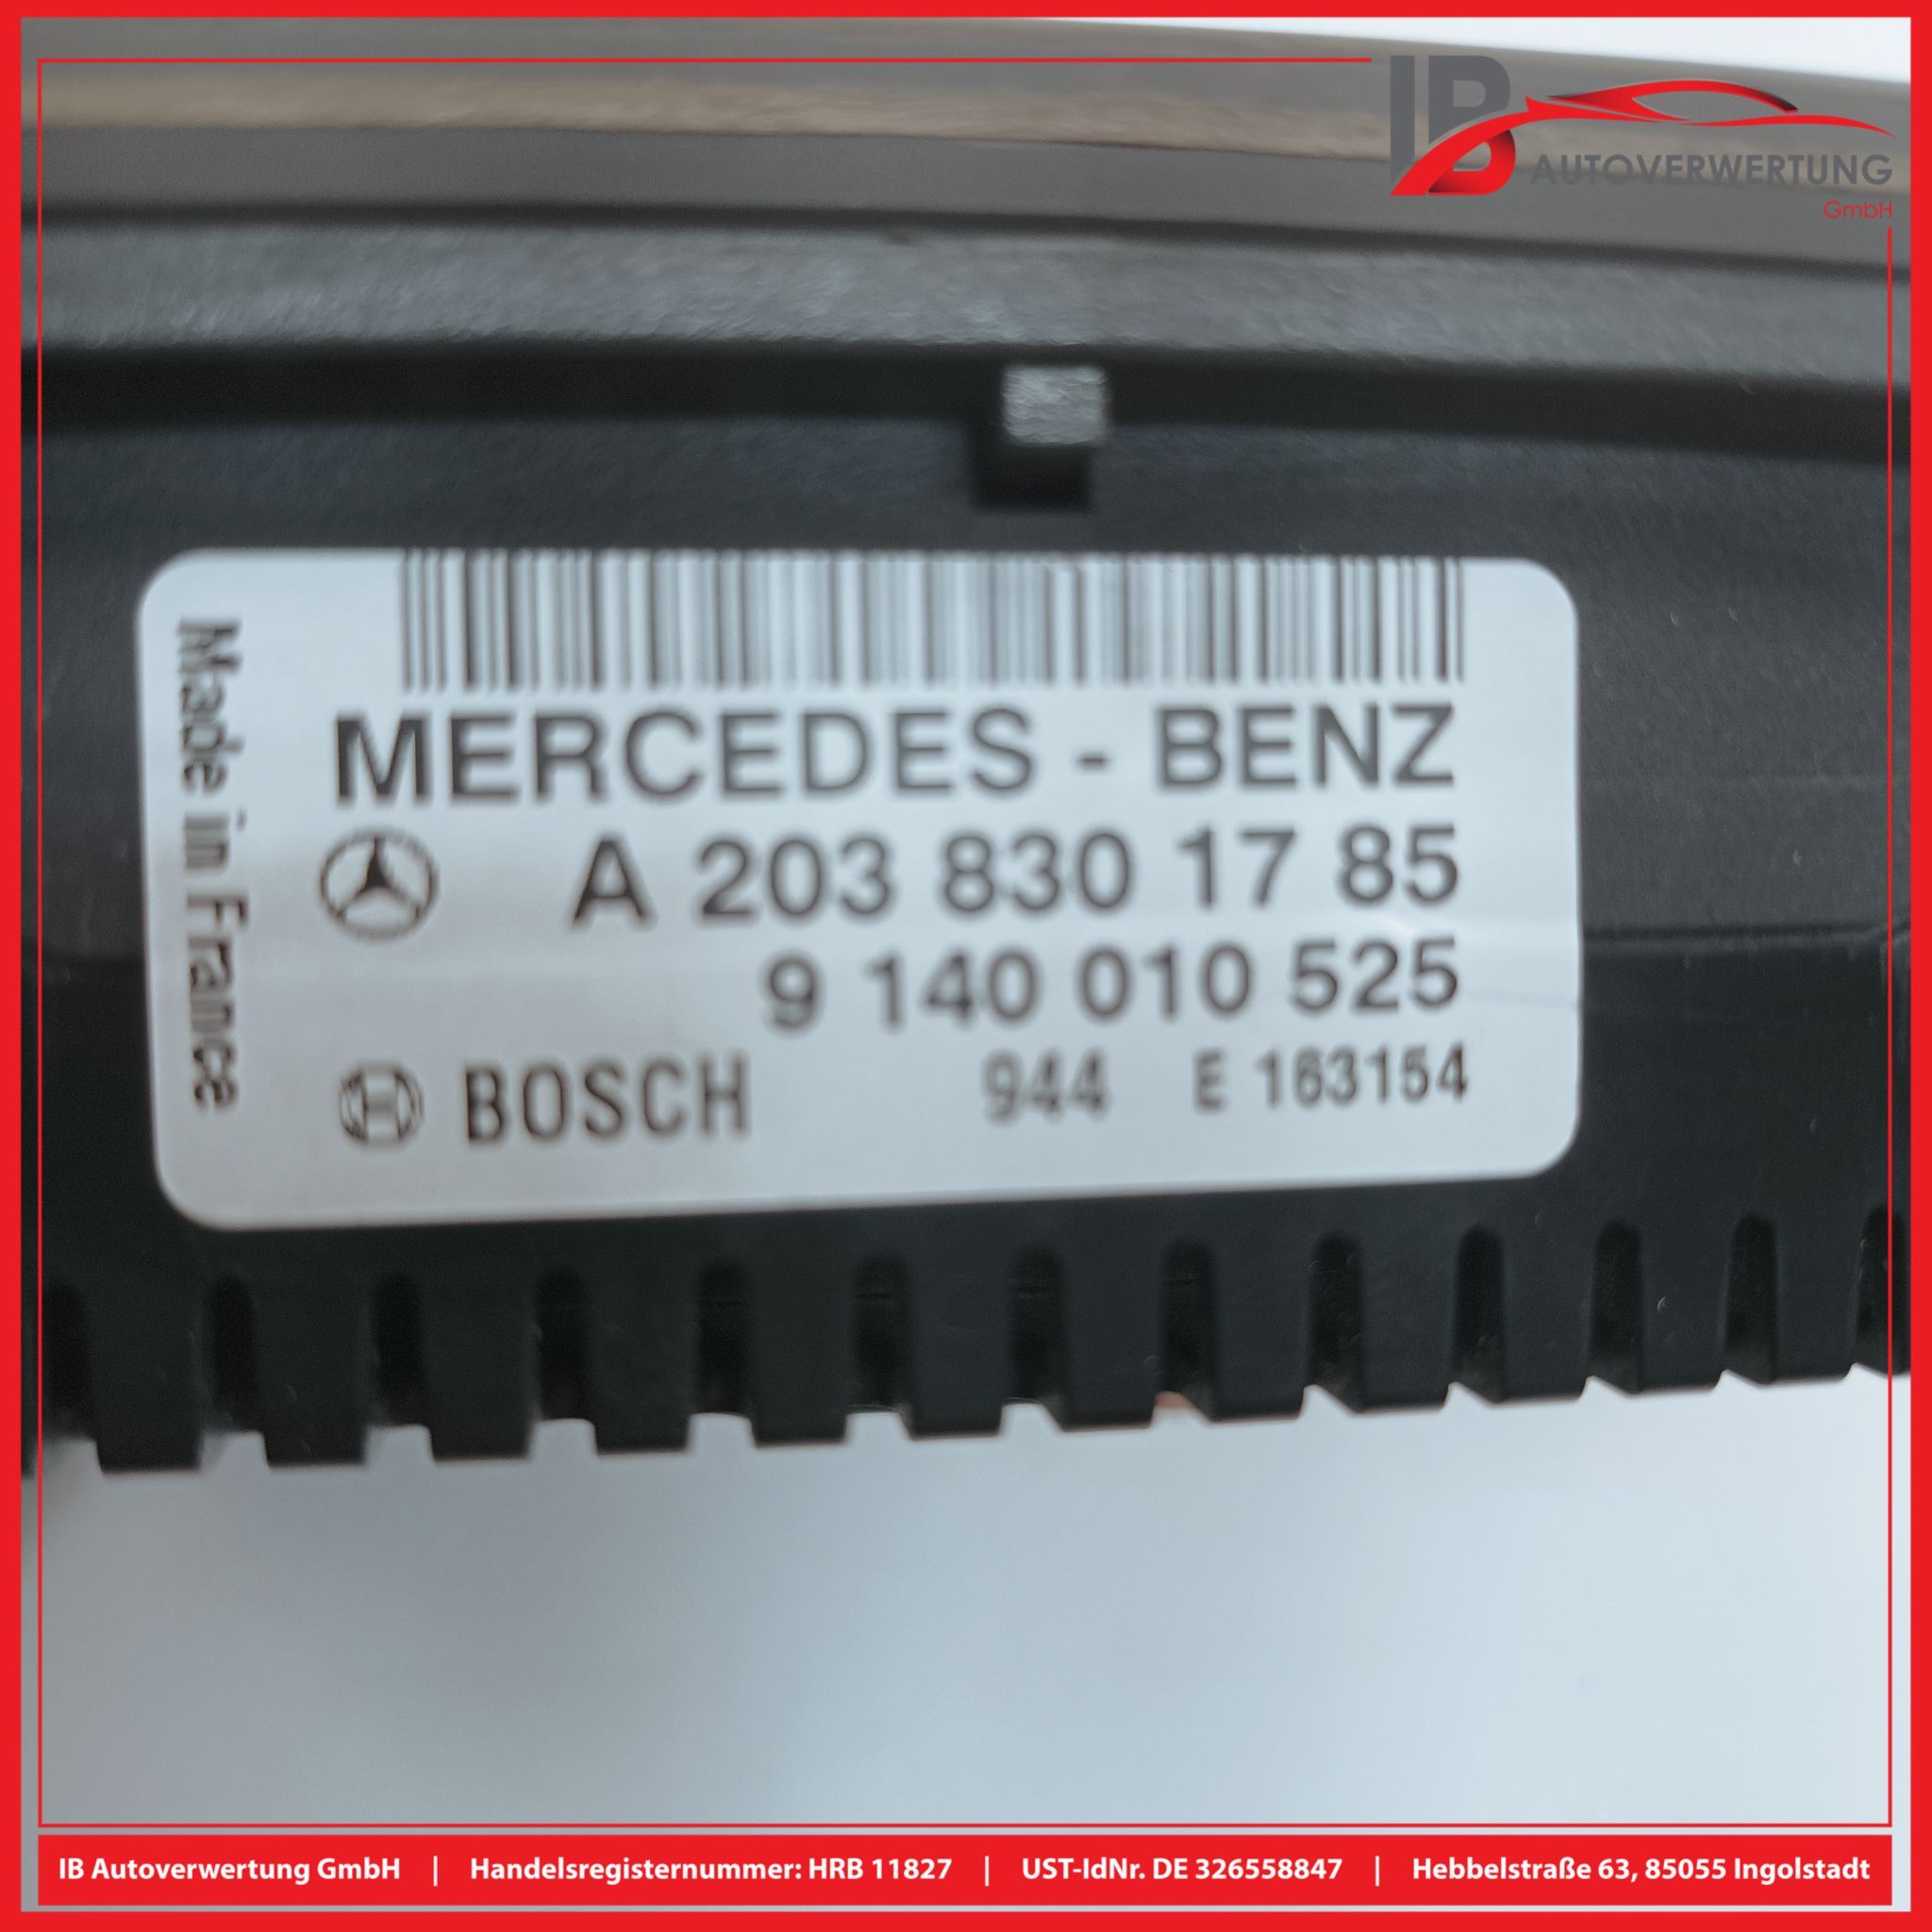 IB
AUTOVERWERTUNG
GmbH
Made in France
MERCEDES - BENZ
A 203 830 17 85
9 140 010 525
BOSCH 944 E 163154
IB Autoverwertung GmbH | Handelsregisternummer: HRB 11827 | UST-IdNr. DE 326558847 | Hebbelstraße 63, 85055 Ingolstadt